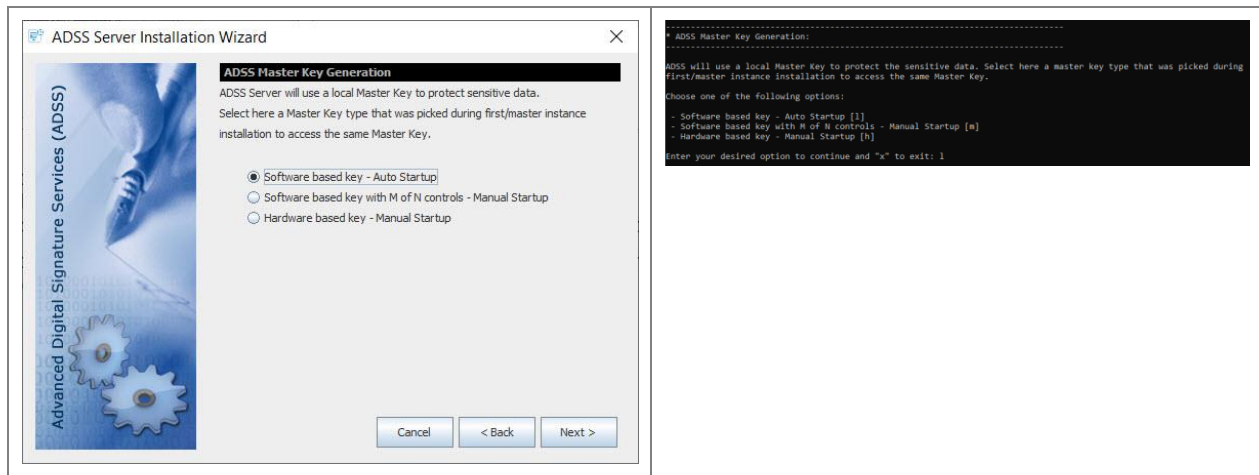 ADSS Server Installation Wizard
Advanced Digital Signature Services (ADSS)
ADSS Master Key Generation
ADSS Server will use a local Master Key to protect sensitive data.
Select here a Master Key type that was picked during first/master instance
installation to access the same Master Key.
Software based key - Auto Startup
Software based key with M of N controls - Manual Startup
Hardware based key - Manual Startup
Cancel
< Back
Next >
--------------------------------------------------------------------------------
* ADSS Master Key Generation:
--------------------------------------------------------------------------------
ADSS will use a local Master Key to protect the sensitive data. Select here a master key type that was picked during
first/master instance installation to access the same Master Key.
Choose one of the following options:
- Software based key - Auto Startup [l]
- Software based key with M of N controls - Manual Startup [m]
- Hardware based key - Manual Startup [h]
Enter your desired option to continue and "x" to exit: l